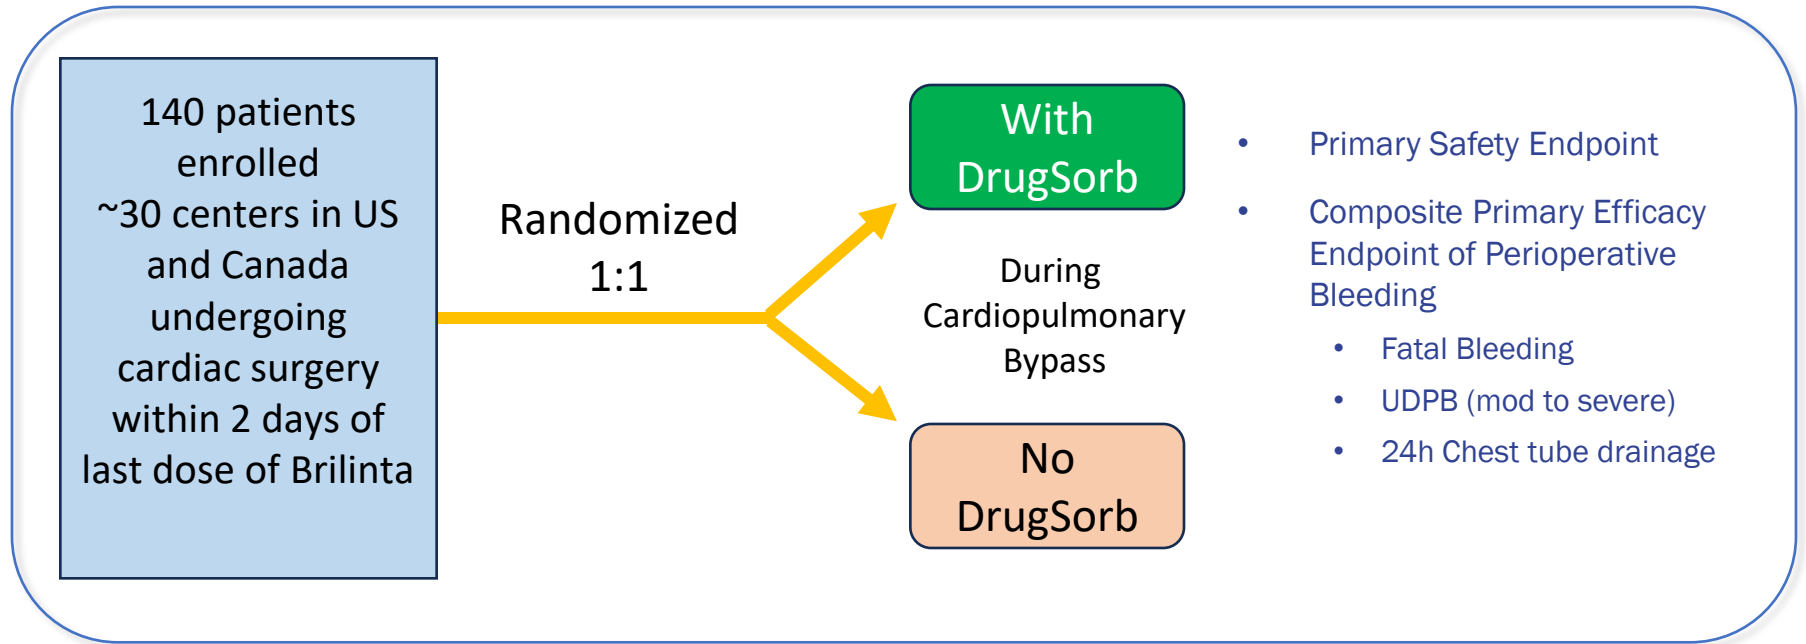 140 patients
enrolled
~30 centers in US
and Canada
undergoing
cardiac surgery
within 2 days of
last dose of Brilinta
Randomized
1:1
With
DrugSorb
During
Cardiopulmonary
Bypass
No
DrugSorb
• Primary Safety Endpoint
• Composite Primary Efficacy
Endpoint of Perioperative
Bleeding
• Fatal Bleeding
• UDPB (mod to severe)
• 24h Chest tube drainage